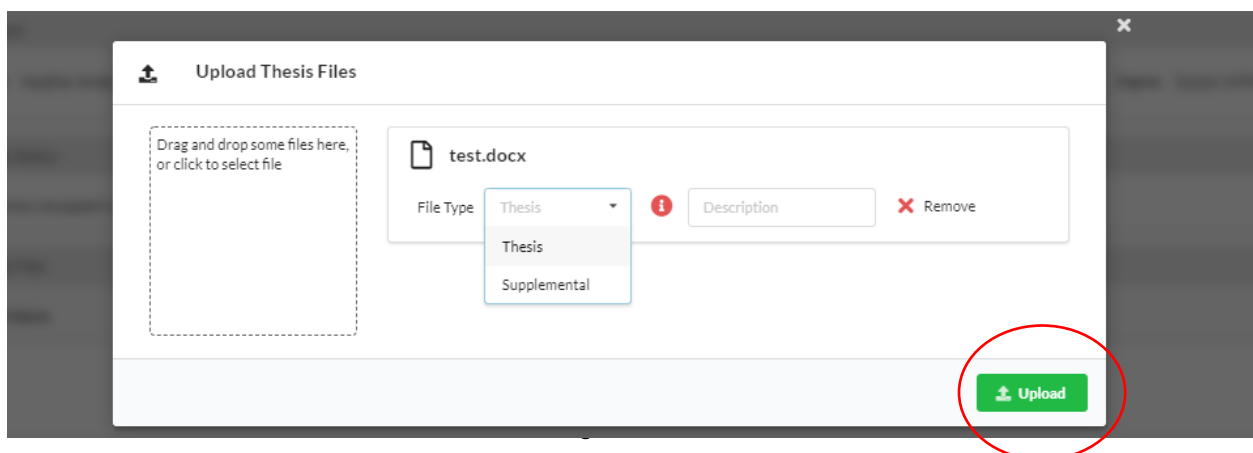 Upload Thesis Files
Drag and drop some files here,
or click to select file
test.docx
File Type Thesis Description Remove
Thesis
Supplemental
Upload